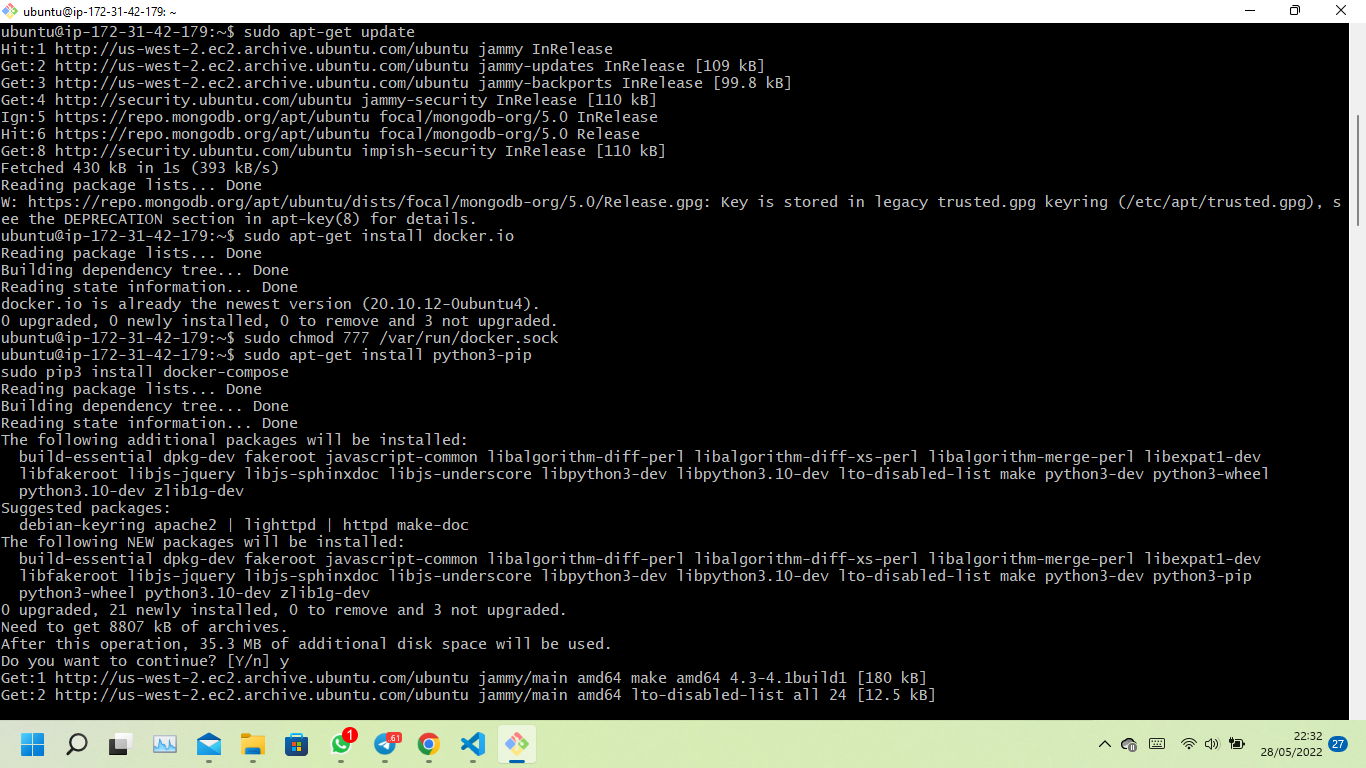 ubuntu@ip-172-31-42-179: ~
ubuntu@ip-172-31-42-179:~$ sudo apt-get update
Hit:1 http://us-west-2.ec2.archive.ubuntu.com/ubuntu jammy InRelease
Get:2 http://us-west-2.ec2.archive.ubuntu.com/ubuntu jammy-updates InRelease [109 kB]
Get:3 http://us-west-2.ec2.archive.ubuntu.com/ubuntu jammy-backports InRelease [99.8 kB]
Get:4 http://security.ubuntu.com/ubuntu jammy-security InRelease [110 kB]
Ign:5 https://repo.mongodb.org/apt/ubuntu focal/mongodb-org/5.0 InRelease
Hit:6 https://repo.mongodb.org/apt/ubuntu focal/mongodb-org/5.0 Release
Get:8 http://security.ubuntu.com/ubuntu impish-security InRelease [110 kB]
Fetched 430 kB in 1s (393 kB/s)
Reading package lists... Done
W: https://repo.mongodb.org/apt/ubuntu/dists/focal/mongodb-org/5.0/Release.gpg: Key is stored in legacy trusted.gpg keyring (/etc/apt/trusted.gpg), s
ee the DEPRECATION section in apt-key(8) for details.
ubuntu@ip-172-31-42-179:~$ sudo apt-get install docker.io
Reading package lists... Done
Building dependency tree... Done
Reading state information... Done
docker.io is already the newest version (20.10.12-0ubuntu4).
0 upgraded, 0 newly installed, 0 to remove and 3 not upgraded.
ubuntu@ip-172-31-42-179:~$ sudo chmod 777 /var/run/docker.sock
ubuntu@ip-172-31-42-179:~$ sudo apt-get install python3-pip
sudo pip3 install docker-compose
Reading package lists... Done
Building dependency tree... Done
Reading state information... Done
The following additional packages will be installed:
  build-essential dpkg-dev fakeroot javascript-common libalgorithm-diff-perl libalgorithm-diff-xs-perl libalgorithm-merge-perl libexpat1-dev
  libfakeroot libjs-jquery libjs-sphinxdoc libjs-underscore libpython3-dev libpython3.10-dev lto-disabled-list make python3-dev python3-wheel
  python3.10-dev zlib1g-dev
Suggested packages:
  debian-keyring apache2 | lighttpd | httpd make-doc
The following NEW packages will be installed:
  build-essential dpkg-dev fakeroot javascript-common libalgorithm-diff-perl libalgorithm-diff-xs-perl libalgorithm-merge-perl libexpat1-dev
  libfakeroot libjs-jquery libjs-sphinxdoc libjs-underscore libpython3-dev libpython3.10-dev lto-disabled-list make python3-dev python3-pip
  python3-wheel python3.10-dev zlib1g-dev
0 upgraded, 21 newly installed, 0 to remove and 3 not upgraded.
Need to get 8807 kB of archives.
After this operation, 35.3 MB of additional disk space will be used.
Do you want to continue? [Y/n] y
Get:1 http://us-west-2.ec2.archive.ubuntu.com/ubuntu jammy/main amd64 make amd64 4.3-4.1build1 [180 kB]
Get:2 http://us-west-2.ec2.archive.ubuntu.com/ubuntu jammy/main amd64 lto-disabled-list all 24 [12.5 kB]
1
..61
22:32
28/05/2022
27